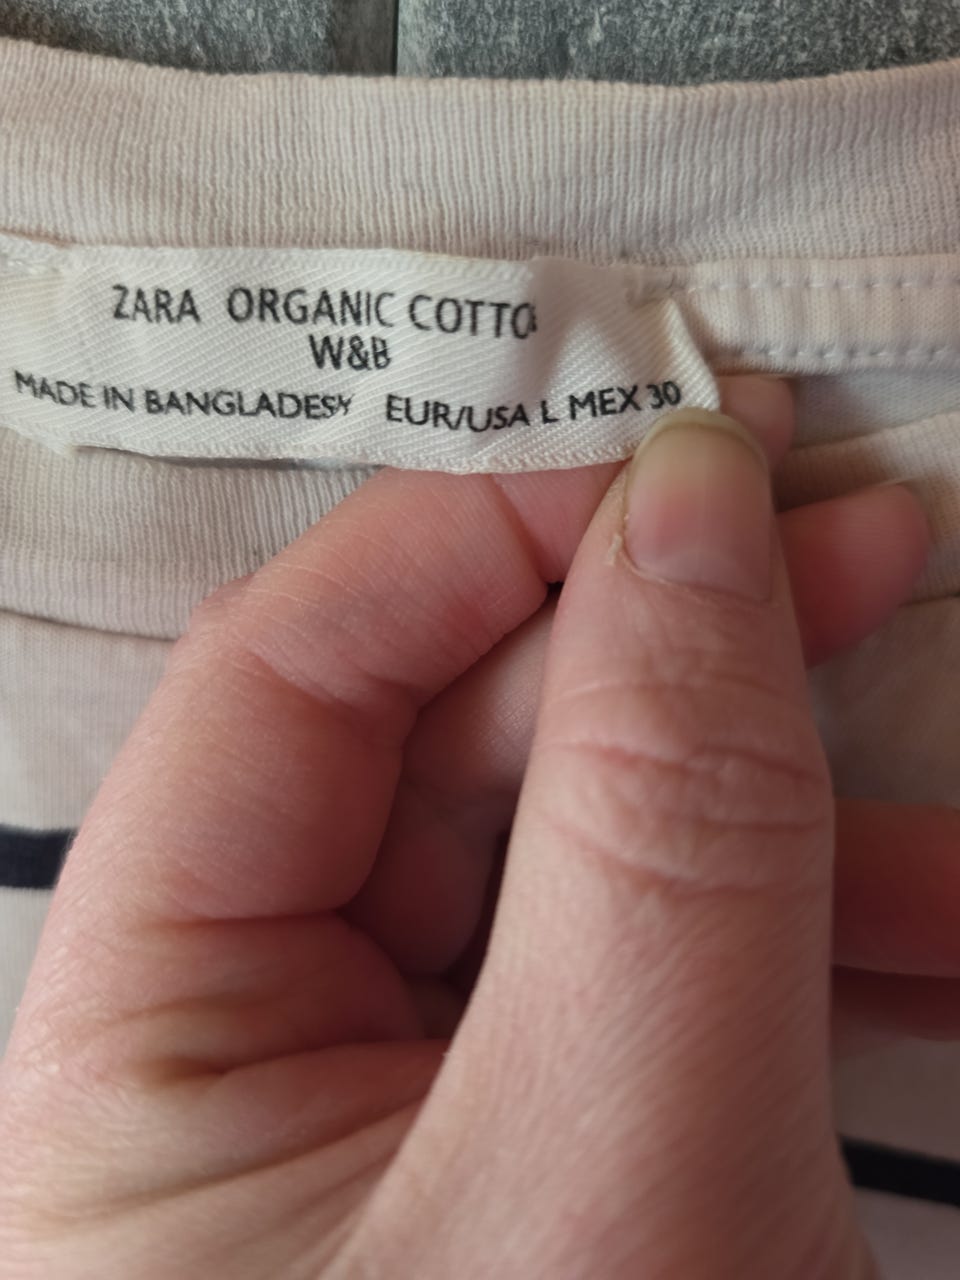 ZARA ORGANIC COTTO
W&B
MADE IN BANGLADESH EUR/USA L MEX 30